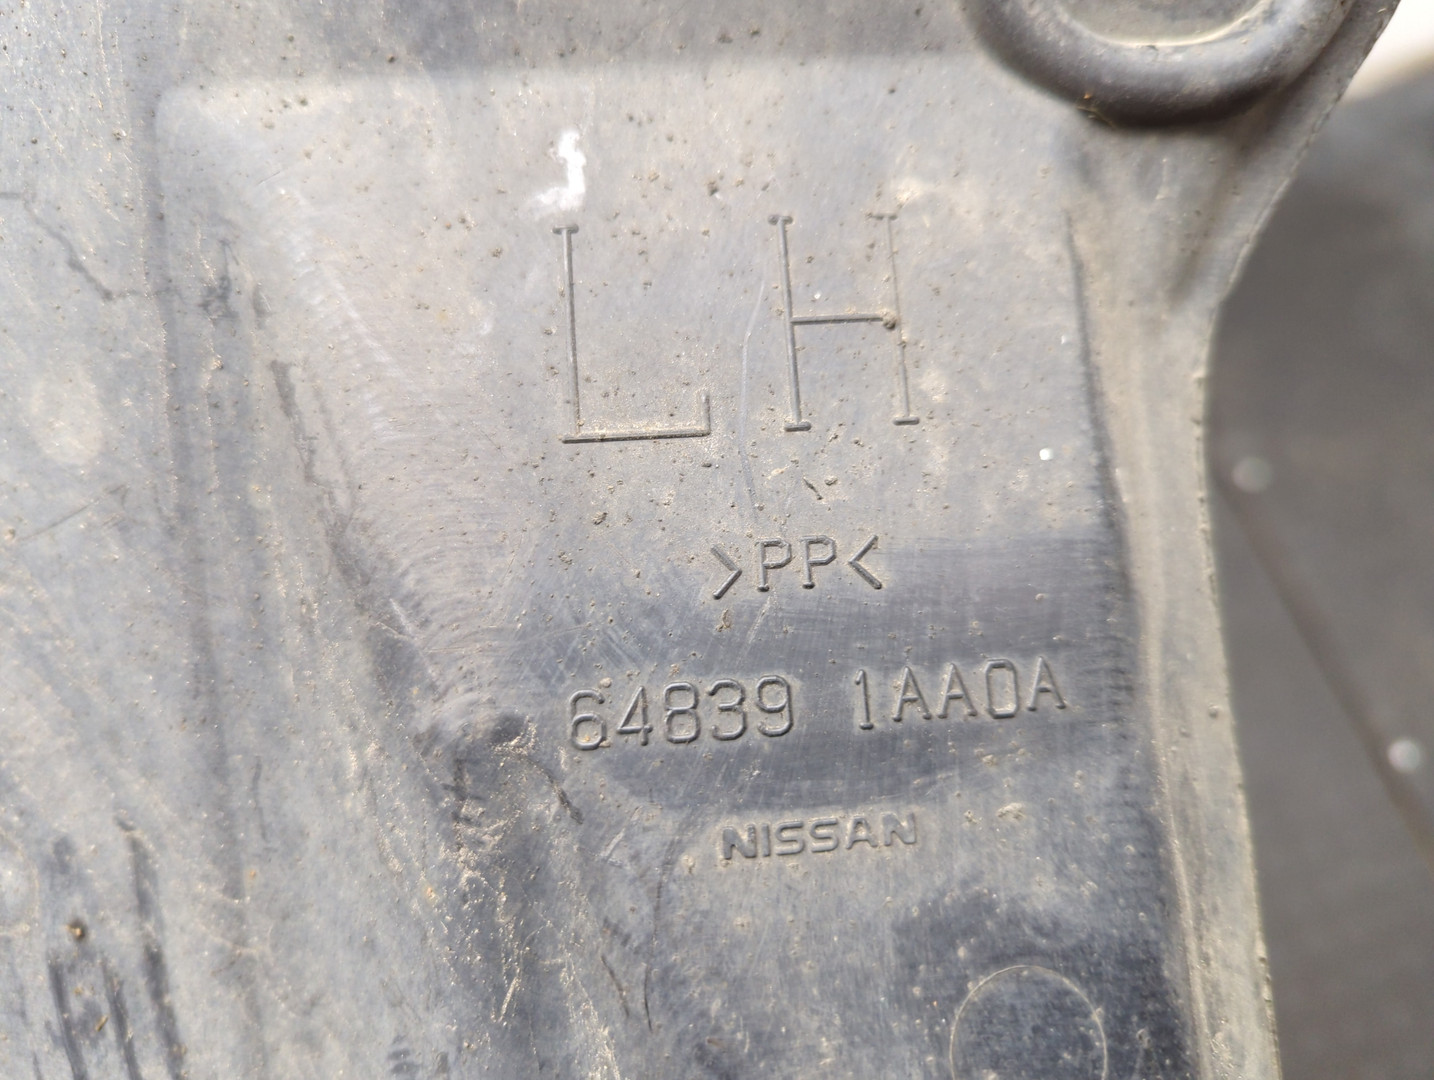 LH
>PP<
64839 1AA0A
NISSAN